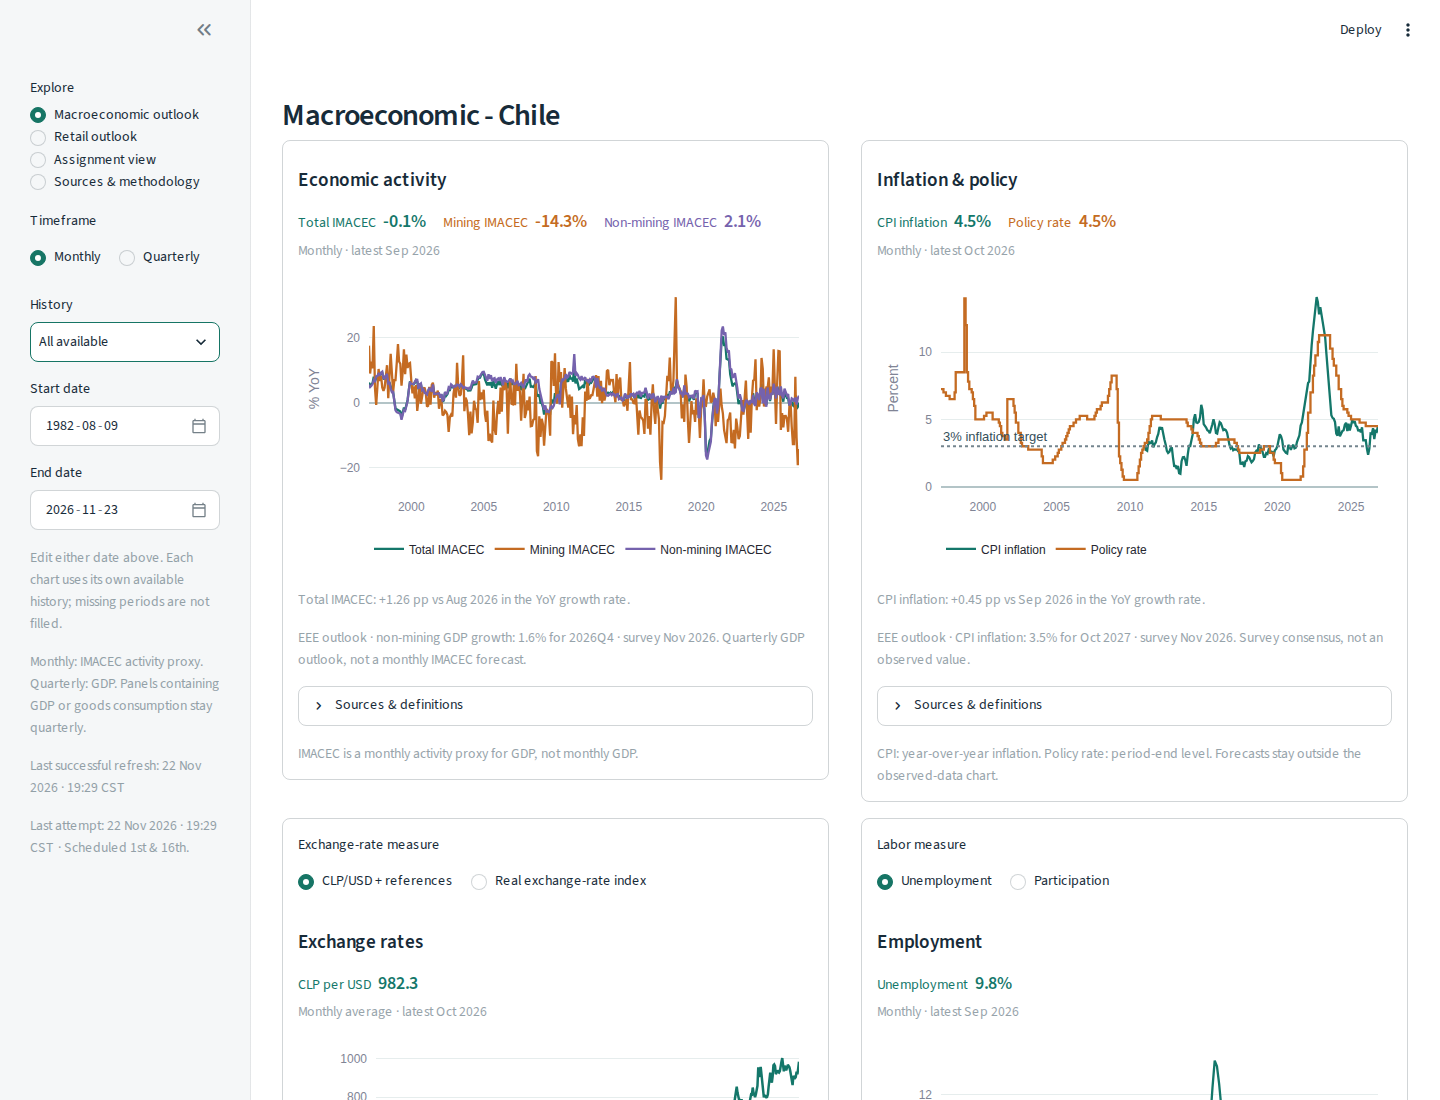 Deploy
Explore
Macroeconomic outlook
Retail outlook
Assignment view
Sources & methodology
Timeframe
Monthly Quarterly
History
All available
Start date
1982-08-09
End date
2026-11-23
Edit either date above. Each
chart uses its own available
history; missing periods are not
filled.
Monthly: IMACEC activity proxy.
Quarterly: GDP. Panels containing
GDP or goods consumption stay
quarterly.
Last successful refresh: 22 Nov
2026 · 19:29 CST
Last attempt: 22 Nov 2026 · 19:29
CST · Scheduled 1st & 16th.
Macroeconomic - Chile
Economic activity
Total IMACEC -0.1% Mining IMACEC -14.3% Non-mining IMACEC 2.1%
Monthly · latest Sep 2026
% YoY
20
0
−20
2000 2005 2010 2015 2020 2025
Total IMACEC Mining IMACEC Non-mining IMACEC
Total IMACEC: +1.26 pp vs Aug 2026 in the YoY growth rate.
EEE outlook · non-mining GDP growth: 1.6% for 2026Q4 · survey Nov 2026. Quarterly GDP
outlook, not a monthly IMACEC forecast.
Sources & definitions
IMACEC is a monthly activity proxy for GDP, not monthly GDP.
Inflation & policy
CPI inflation 4.5% Policy rate 4.5%
Monthly · latest Oct 2026
Percent
10
5
3% inflation target
0
2000 2005 2010 2015 2020 2025
CPI inflation Policy rate
CPI inflation: +0.45 pp vs Sep 2026 in the YoY growth rate.
EEE outlook · CPI inflation: 3.5% for Oct 2027 · survey Nov 2026. Survey consensus, not an
observed value.
Sources & definitions
CPI: year-over-year inflation. Policy rate: period-end level. Forecasts stay outside the
observed-data chart.
Exchange-rate measure
CLP/USD + references Real exchange-rate index
Exchange rates
CLP per USD 982.3
Monthly average · latest Oct 2026
1000
800
Labor measure
Unemployment Participation
Employment
Unemployment 9.8%
Monthly · latest Sep 2026
12